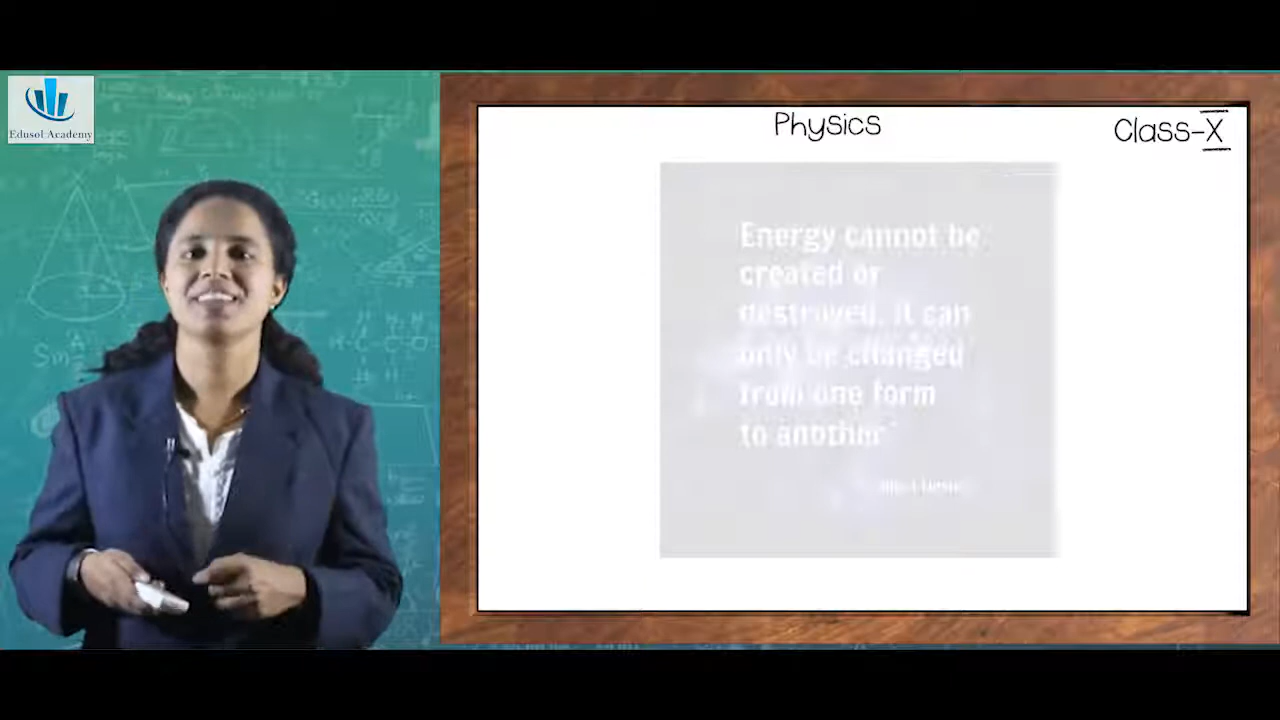 Edusol Academy
Physics
Class-X
Energy cannot be
created or
destroyed, it can
only be changed
from one form
to another"